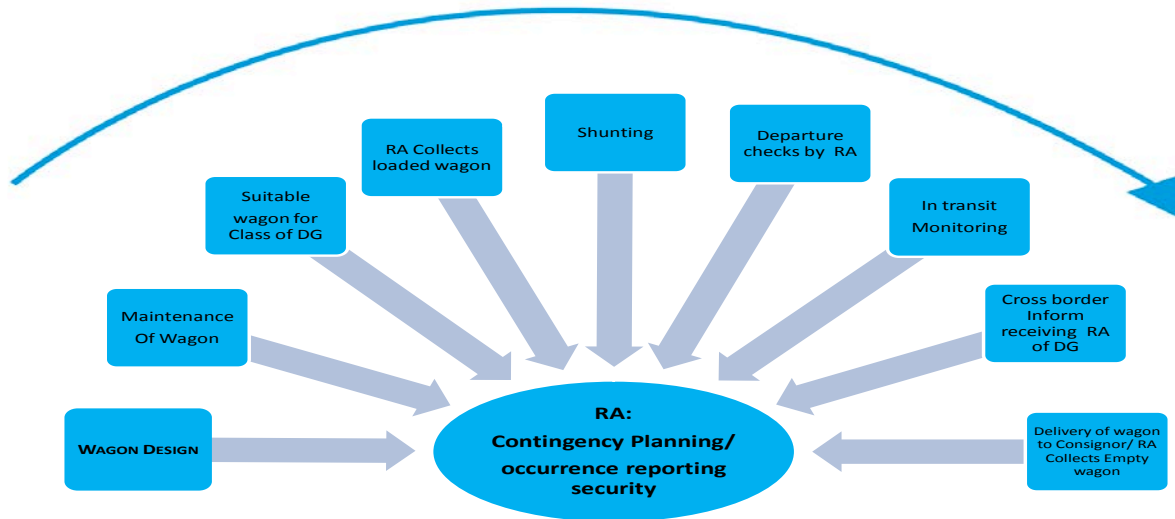 WAGON DESIGN
Maintenance
Of Wagon
Suitable
wagon for
Class of DG
RA Collects
loaded wagon
Shunting
Departure
checks by RA
In transit
Monitoring
Cross border
Inform
receiving RA
of DG
Delivery of wagon
to Consignor/ RA
Collects Empty
wagon
RA:
Contingency Planning/
occurrence reporting
security